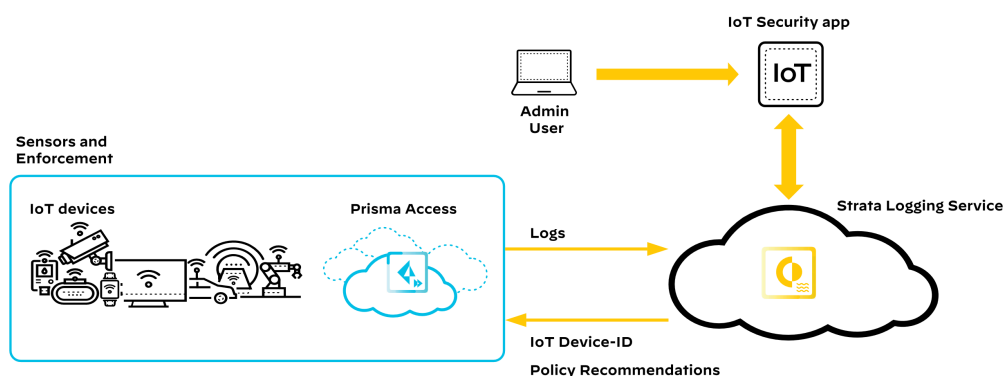 IoT Security app
IoT
Admin
User
Sensors and
Enforcement
IoT devices
Prisma Access
Strata Logging Service
Logs
IoT Device-ID
Policy Recommendations